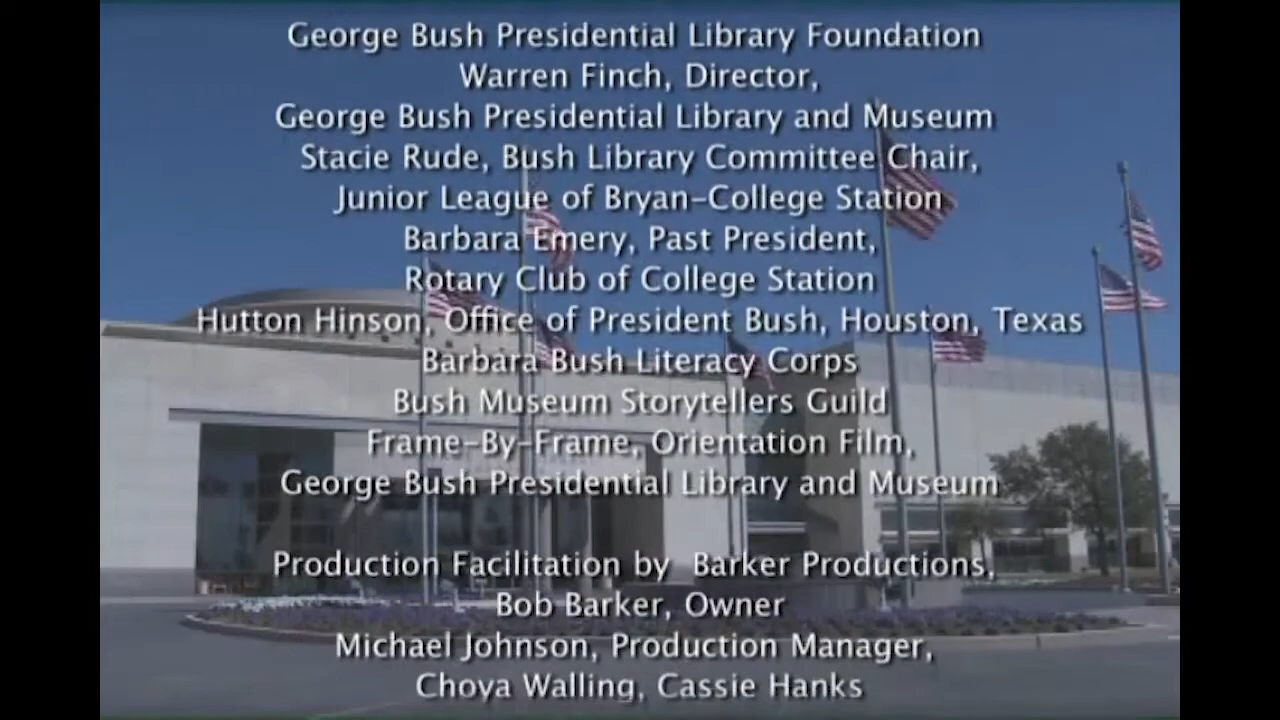 George Bush Presidential Library Foundation
Warren Finch, Director,
George Bush Presidential Library and Museum
Stacie Rude, Bush Library Committee Chair,
Junior League of Bryan-College Station
Barbara Emery, Past President,
Rotary Club of College Station
Hutton Hinson, Office of President Bush, Houston, Texas
Barbara Bush Literacy Corps
Bush Museum Storytellers Guild
Frame-By-Frame, Orientation Film,
George Bush Presidential Library and Museum
Production Facilitation by  Barker Productions,
Bob Barker, Owner
Michael Johnson, Production Manager,
Choya Walling, Cassie Hanks